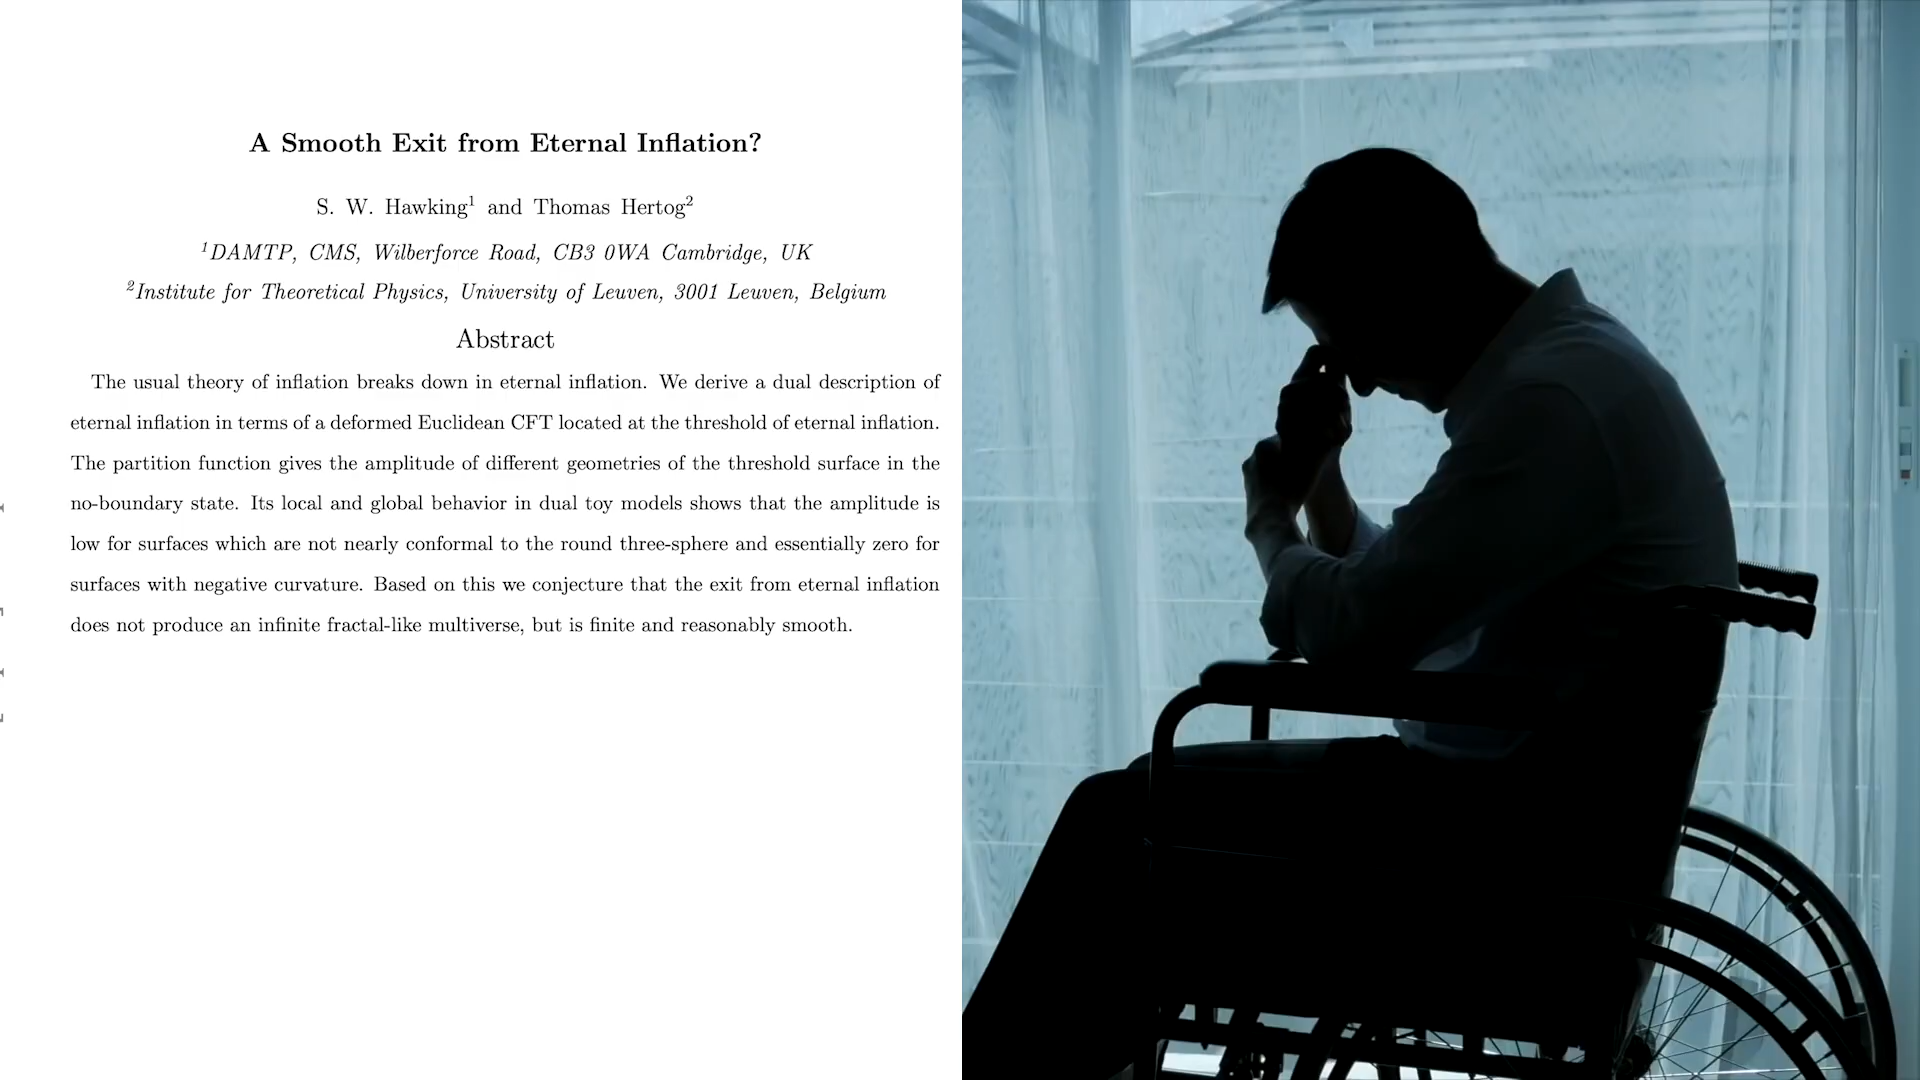 A Smooth Exit from Eternal Inflation?
S. W. Hawking¹ and Thomas Hertog²
¹DAMTP, CMS, Wilberforce Road, CB3 0WA Cambridge, UK
²Institute for Theoretical Physics, University of Leuven, 3001 Leuven, Belgium
Abstract
The usual theory of inflation breaks down in eternal inflation. We derive a dual description of
eternal inflation in terms of a deformed Euclidean CFT located at the threshold of eternal inflation.
The partition function gives the amplitude of different geometries of the threshold surface in the
no-boundary state. Its local and global behavior in dual toy models shows that the amplitude is
low for surfaces which are not nearly conformal to the round three-sphere and essentially zero for
surfaces with negative curvature. Based on this we conjecture that the exit from eternal inflation
does not produce an infinite fractal-like multiverse, but is finite and reasonably smooth.